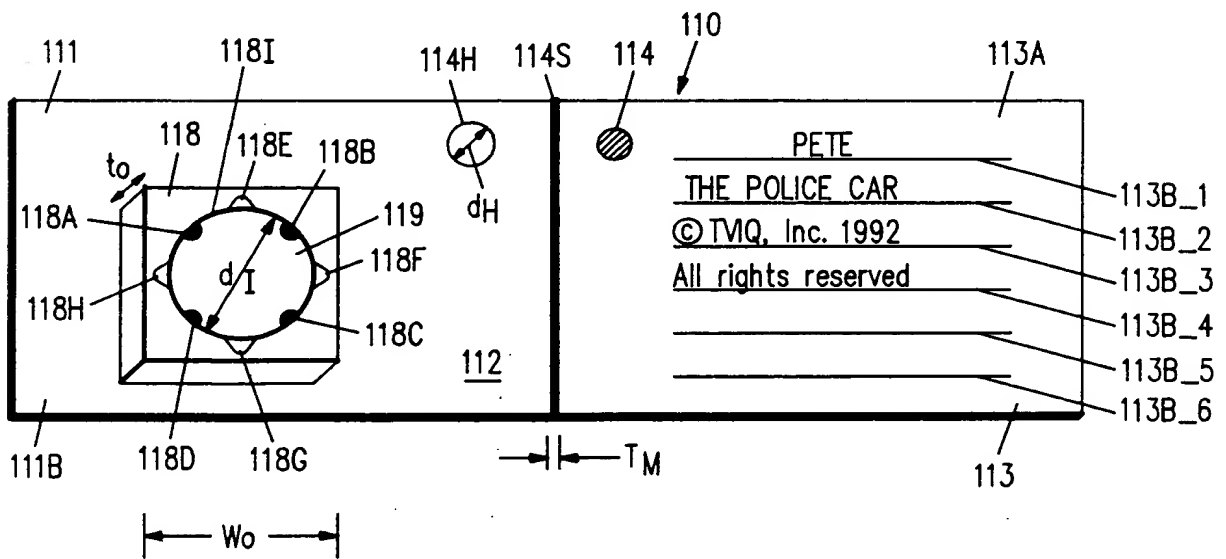 110
111 118I 114H 114S 114 113A
118 118E 118B
to
118A 119 dH
dI 118F
118H 118C
112
111B 118D 118G TM 113
Wo
PETE
THE POLICE CAR
© TVIQ, Inc. 1992
All rights reserved
113B_1
113B_2
113B_3
113B_4
113B_5
113B_6